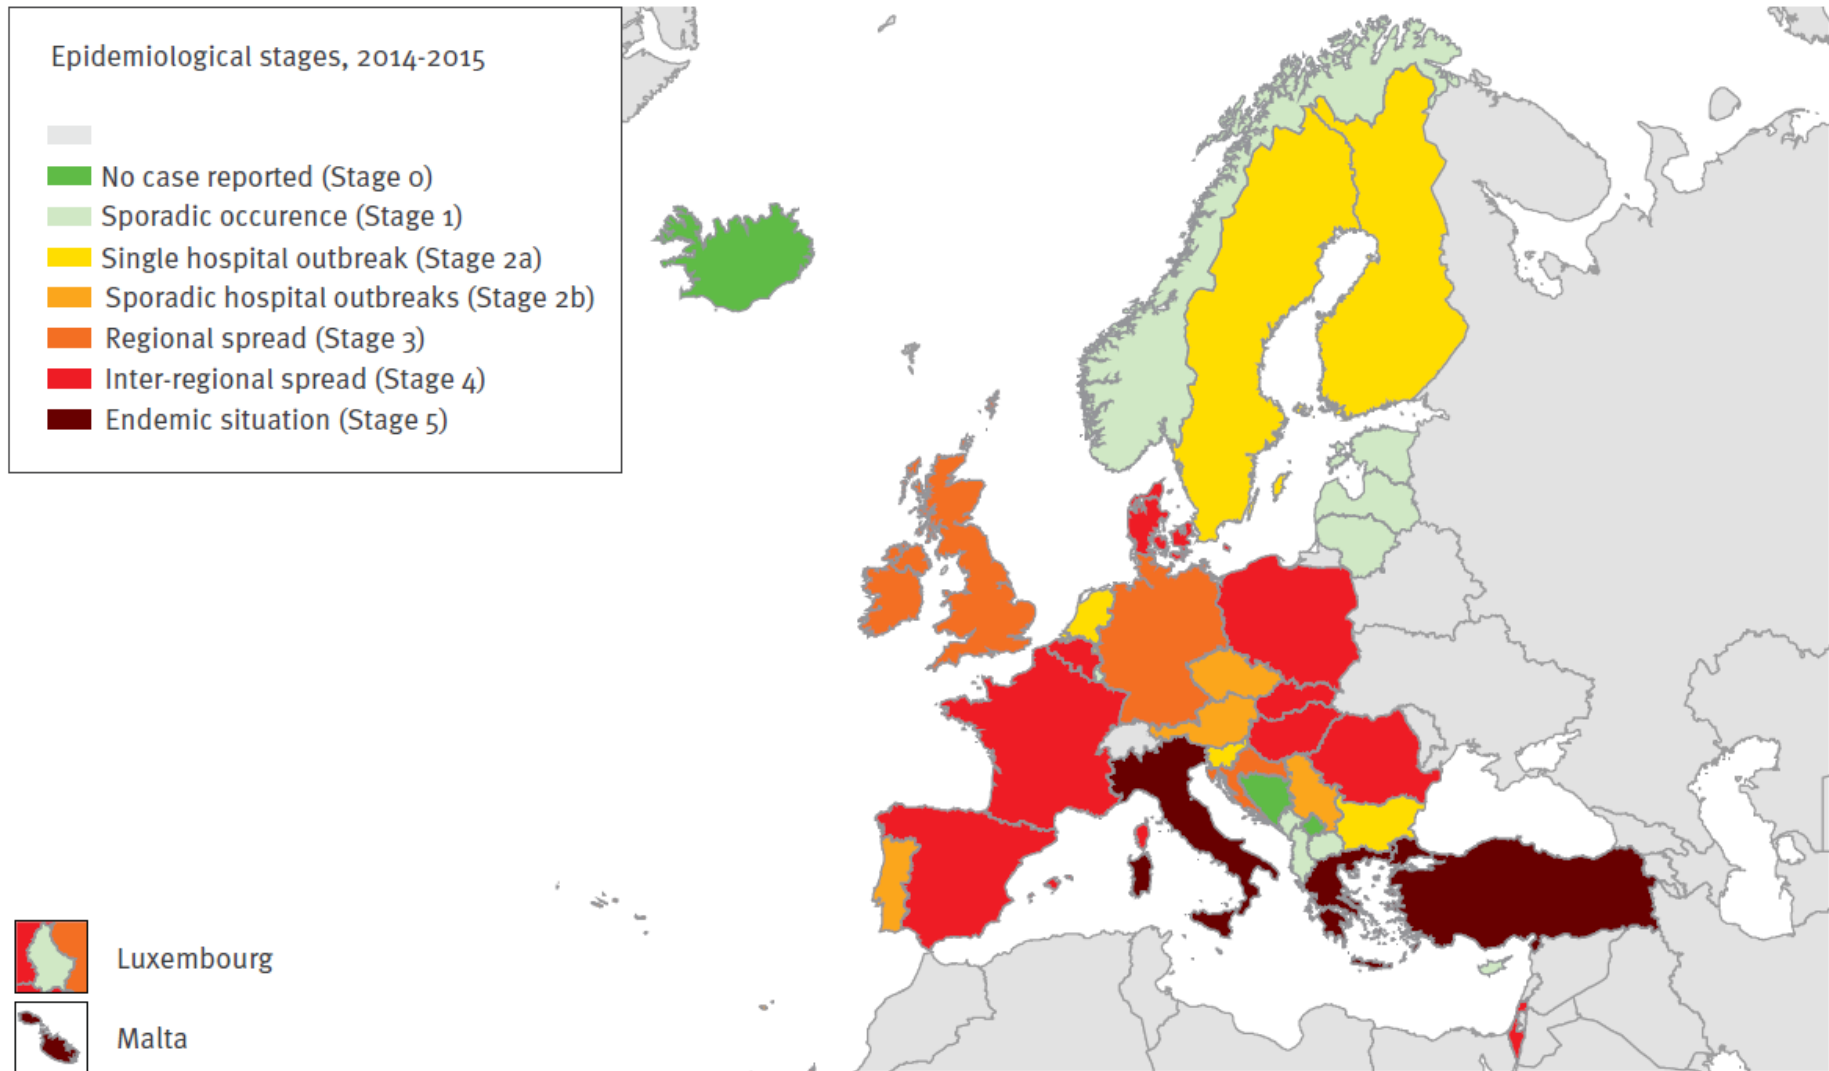 Epidemiological stages, 2014-2015
No case reported (Stage 0)
Sporadic occurence (Stage 1)
Single hospital outbreak (Stage 2a)
Sporadic hospital outbreaks (Stage 2b)
Regional spread (Stage 3)
Inter-regional spread (Stage 4)
Endemic situation (Stage 5)
Luxembourg
Malta